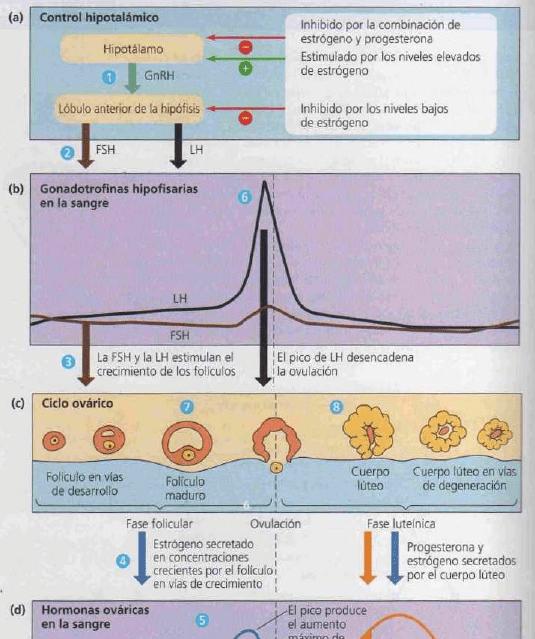 (a) Control hipotalámico
Inhibido por la combinación de
estrógeno y progesterona
Hipotálamo
Estimulado por los niveles elevados
de estrógeno
1 GnRH
Lóbulo anterior de la hipófisis
Inhibido por los niveles bajos
de estrógeno
2 FSH LH
(b) Gonadotrofinas hipofisarias
en la sangre
6
LH
FSH
3 La FSH y la LH estimulan el
crecimiento de los folículos
El pico de LH desencadena
la ovulación
(c) Ciclo ovárico
7 8
Folículo en vías
de desarrollo
Folículo
maduro
Cuerpo
lúteo
Cuerpo lúteo en vías
de degeneración
Fase folicular Ovulación Fase luteínica
4 Estrógeno secretado
en concentraciones
crecientes por el folículo
en vías de crecimiento
Progesterona y
estrógeno secretados
por el cuerpo lúteo
(d) Hormonas ováricas
en la sangre
5
El pico produce
el aumento
máximo de